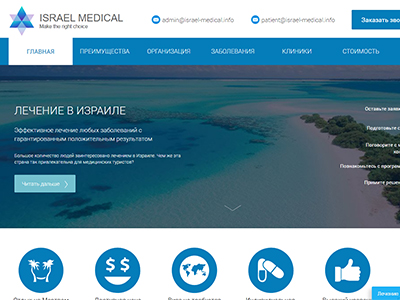 ISRAEL MEDICAL
Make the right choice
admin@israel-medical.info
patient@israel-medical.info
Заказать зво
ГЛАВНАЯ
ПРЕИМУЩЕСТВА
ОРГАНИЗАЦИЯ
ЗАБОЛЕВАНИЯ
КЛИНИКИ
СТОИМОСТЬ
ЛЕЧЕНИЕ В ИЗРАИЛЕ
Эффективное лечение любых заболеваний с
гарантированным положительным результатом
Большое количество людей заинтересовано лечением в Израиле. Чем же эта
страна так привлекательна для медицинских туристов?
Читать дальше
Оставьте заявк
Подготовьте с
Поговорите с
Познакомьтесь с програм
Примите решен
$$
Лечение